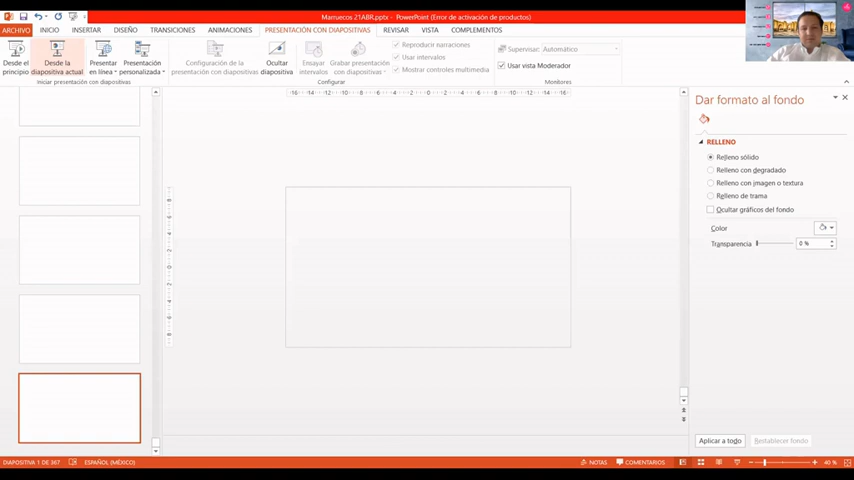 Marruecos 21ABR.pptx - PowerPoint (Error de activación de productos)
ARCHIVO INICIO INSERTAR DISEÑO TRANSICIONES ANIMACIONES PRESENTACIÓN CON DIAPOSITIVAS REVISAR VISTA COMPLEMENTOS
Desde el principio
Desde la diapositiva actual
Presentar en línea
Presentación personalizada
Iniciar presentación con diapositivas
Configuración de la presentación con diapositivas
Ocultar diapositiva
Ensayar intervalos
Grabar presentación con diapositivas
Reproducir narraciones
Usar intervalos
Mostrar controles multimedia
Configurar
Supervisar: Automático
Usar vista Moderador
Monitores
Dar formato al fondo
RELLENO
Relleno sólido
Relleno con degradado
Relleno con imagen o textura
Relleno de trama
Ocultar gráficos del fondo
Color
Transparencia 0 %
Aplicar a todo Restablecer fondo
DIAPOSITIVA 1 DE 367 ESPAÑOL (MÉXICO) NOTAS COMENTARIOS 40 %